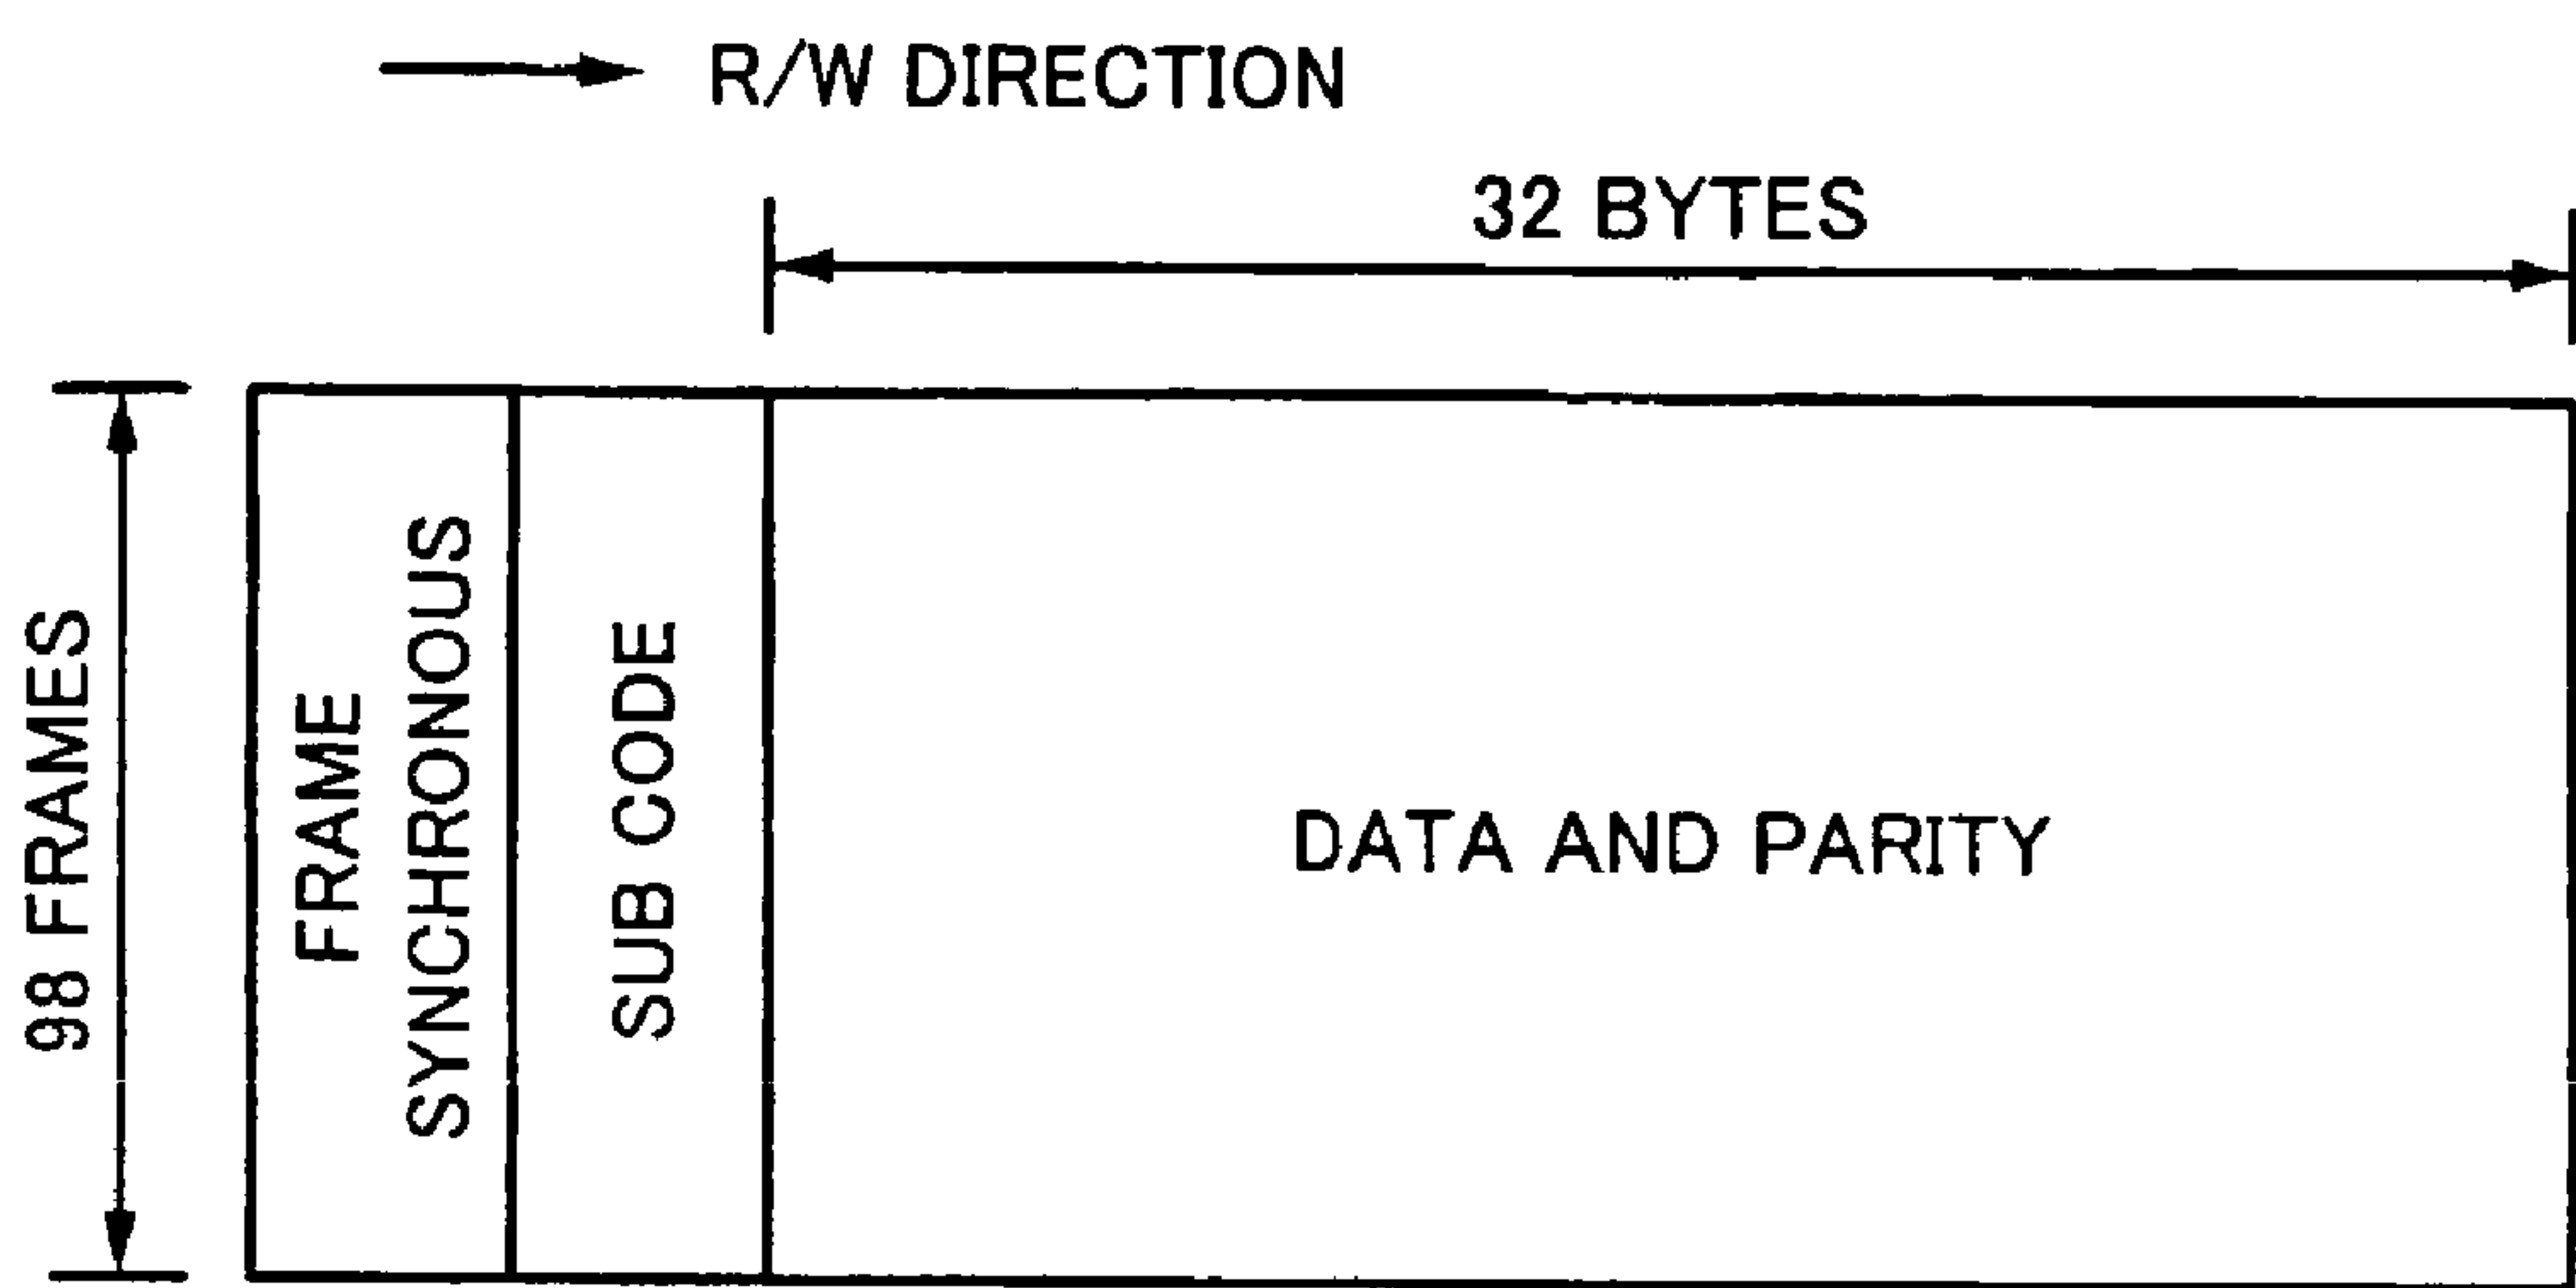 R/W DIRECTION
32 BYTES
98 FRAMES
FRAME
SYNCHRONOUS
SUB CODE
DATA AND PARITY